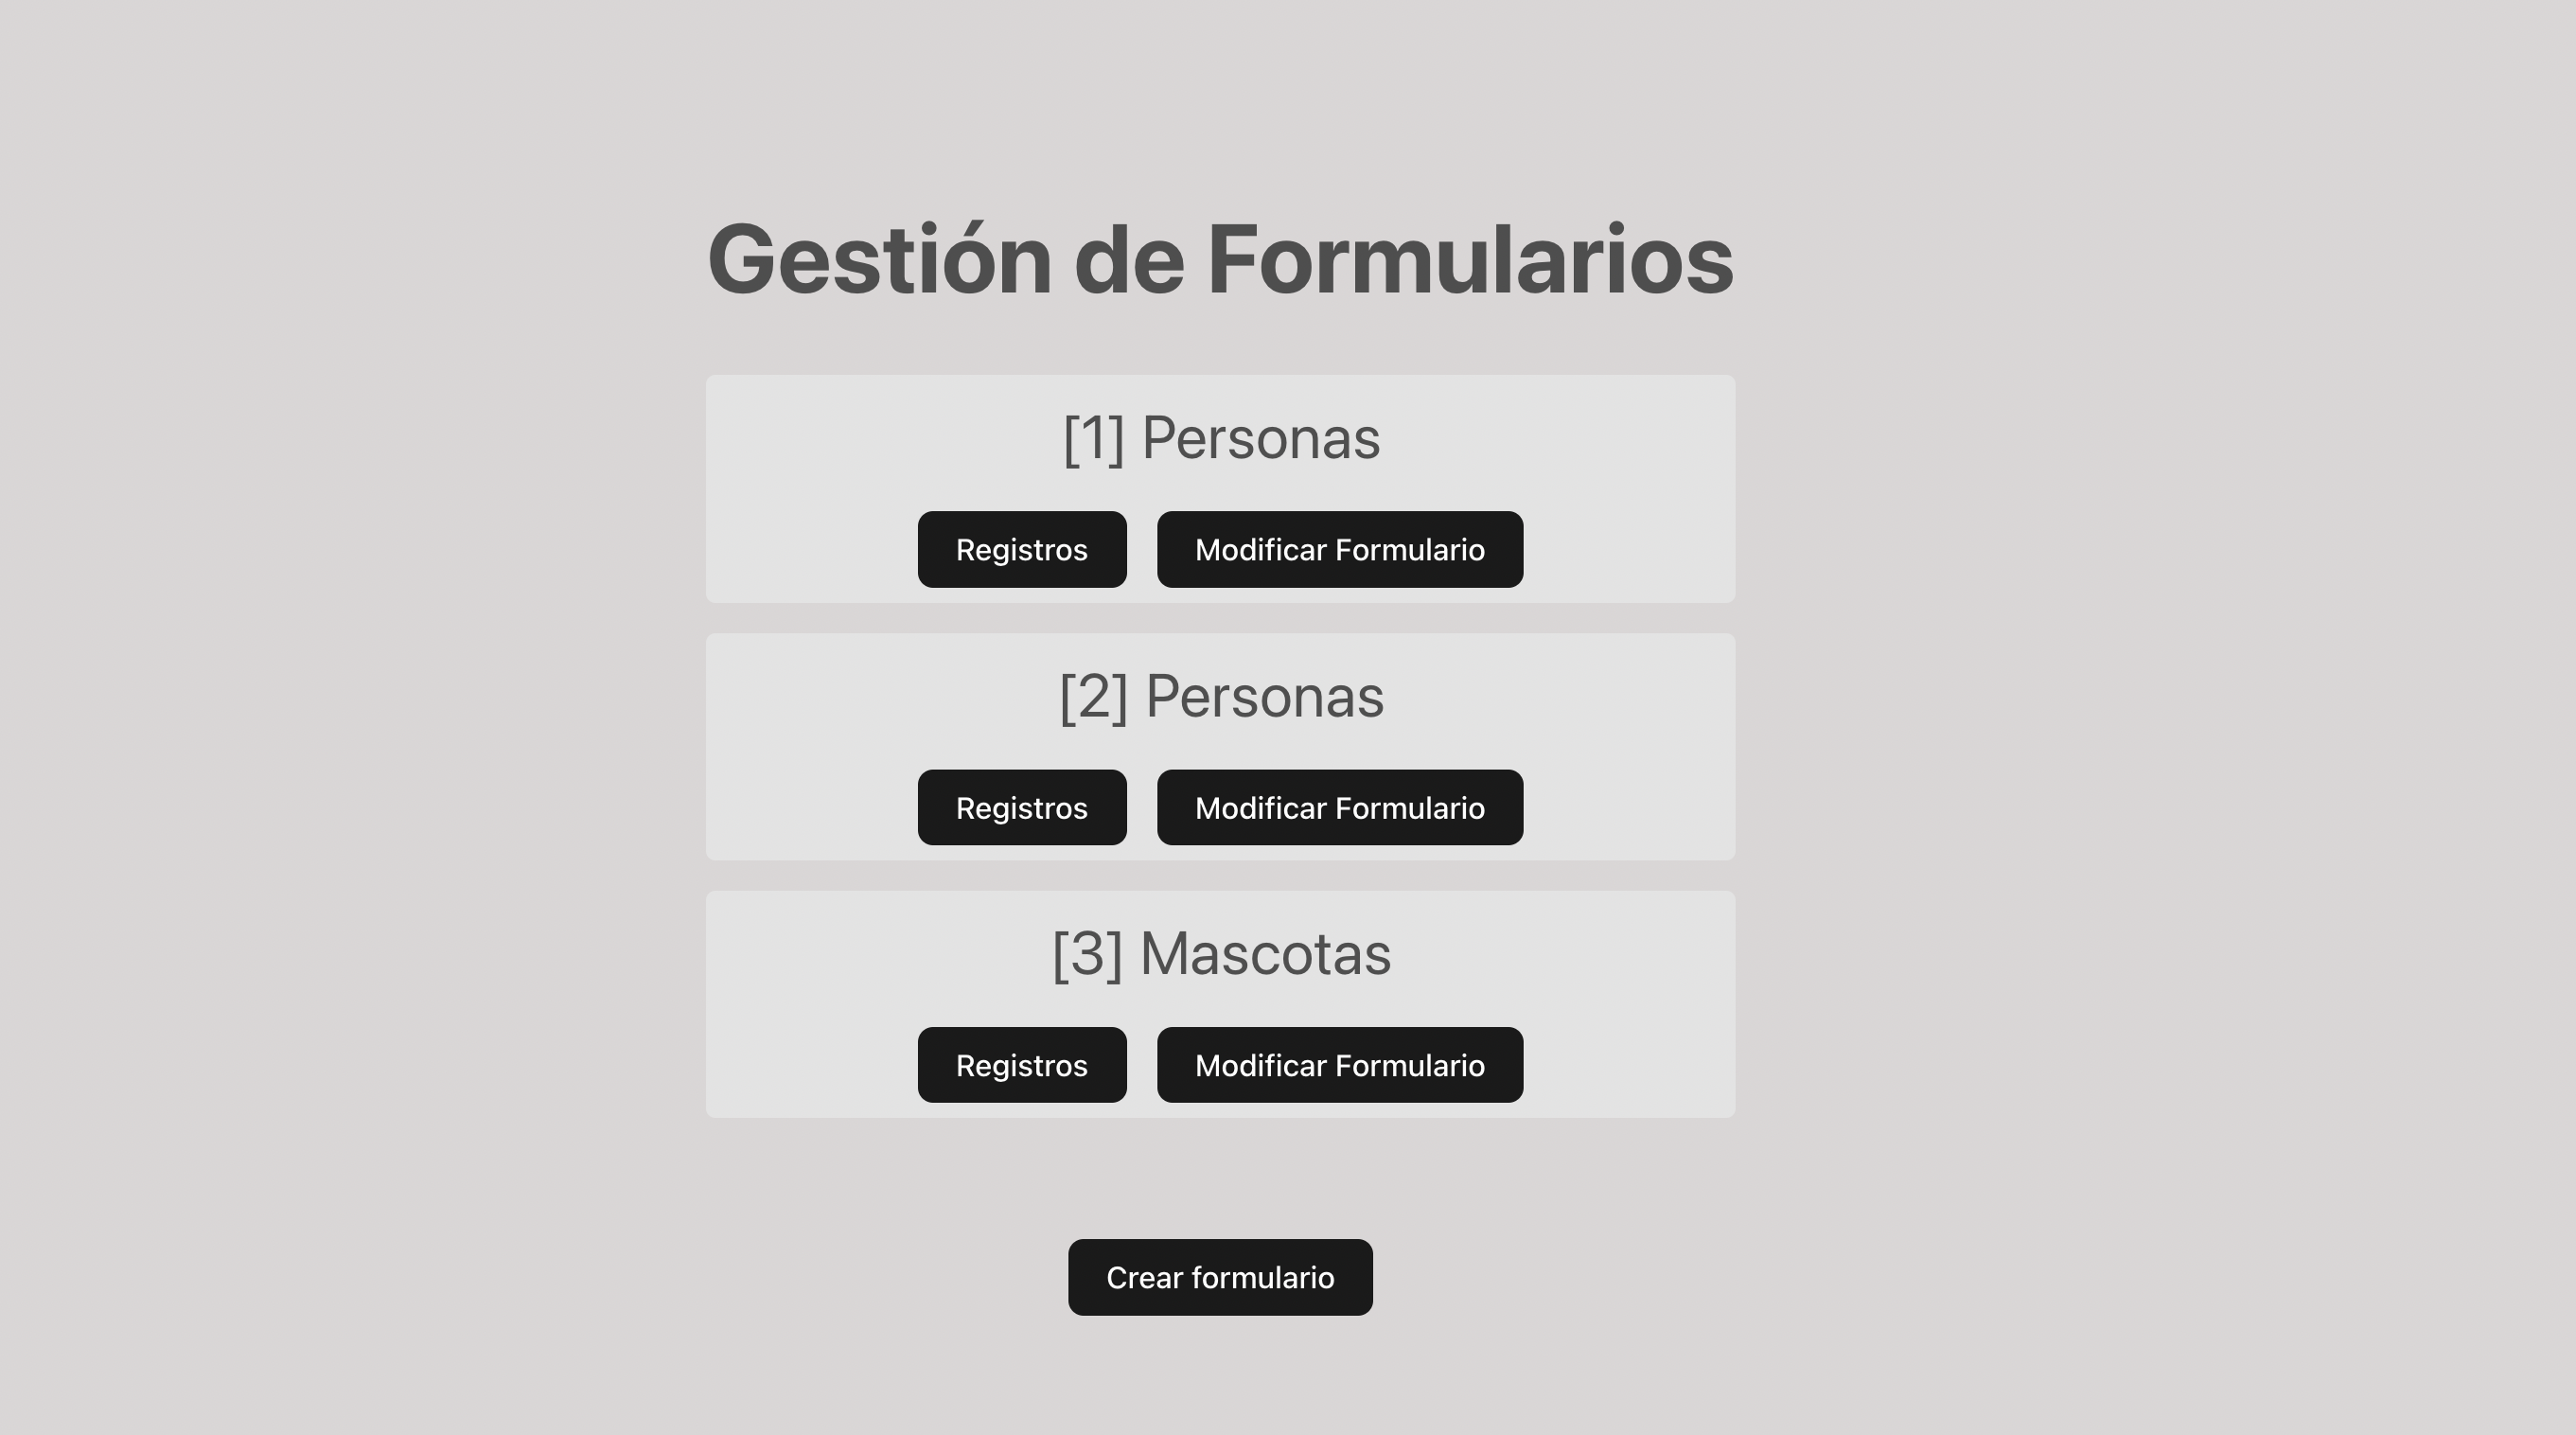 Gestión de Formularios
[1] Personas
Registros Modificar Formulario
[2] Personas
Registros Modificar Formulario
[3] Mascotas
Registros Modificar Formulario
Crear formulario